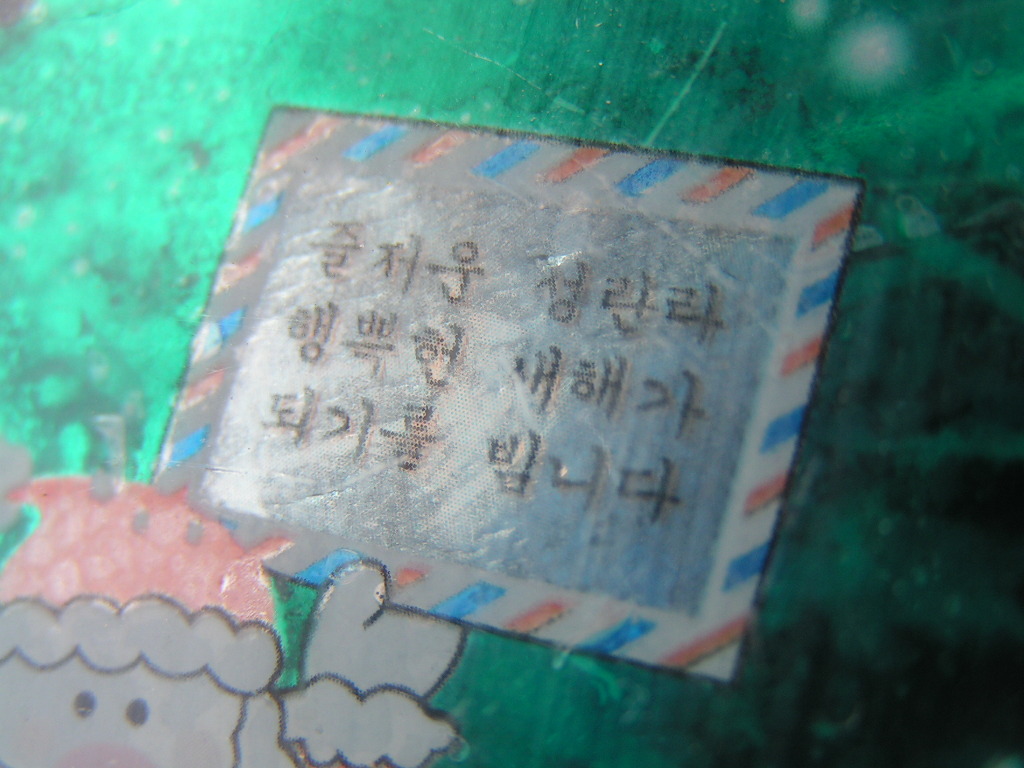 즐거운 성탄과
행복한 새해가
되기를 빕니다